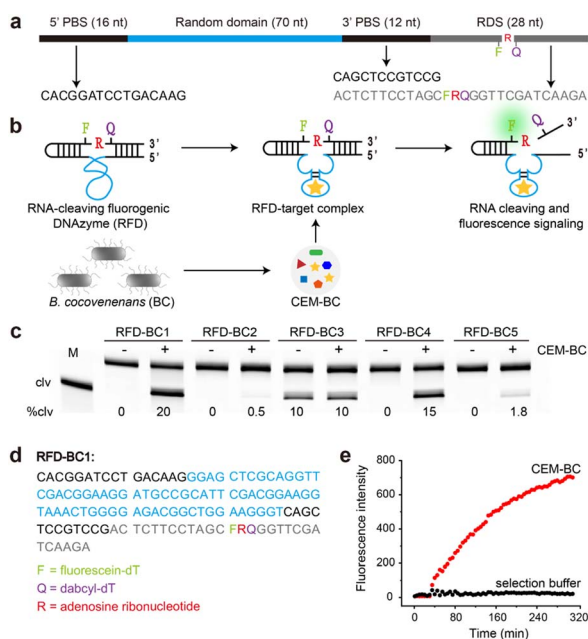 a
5' PBS (16 nt)
Random domain (70 nt)
3' PBS (12 nt)
RDS (28 nt)
R
F Q
CACGGATCCTGACAAG
CAGCTCCGTCCG
ACTCTTCCTAGCFRQGGTTCGATCAAGA
b
F R Q 3' 5'
RNA-cleaving fluorogenic
DNAzyme (RFD)
F R Q 3' 5'
RFD-target complex
F R Q 3' 5'
RNA cleaving and
fluorescence signaling
B. cocovenenans (BC)
CEM-BC
c
RFD-BC1 RFD-BC2 RFD-BC3 RFD-BC4 RFD-BC5
M - + - + - + - + - + CEM-BC
clv
%clv 0 20 0 0.5 10 10 0 15 0 1.8
d
RFD-BC1:
CACGGATCCT GACAAGGGAG CTCGCAGGTT
CGACGGAAGG ATGCCGCATT CGACGGAAGG
TAAACTGGGG AGACGGCTGG AAGGGTCAGC
TCCGTCCGAC TCTTCCTAGC FRQGGTTCGA
TCAAGA
F = fluorescein-dT
Q = dabcyl-dT
R = adenosine ribonucleotide
e
Fluorescence intensity
800
600
400
200
0
CEM-BC
selection buffer
0 80 160 240 320
Time (min)